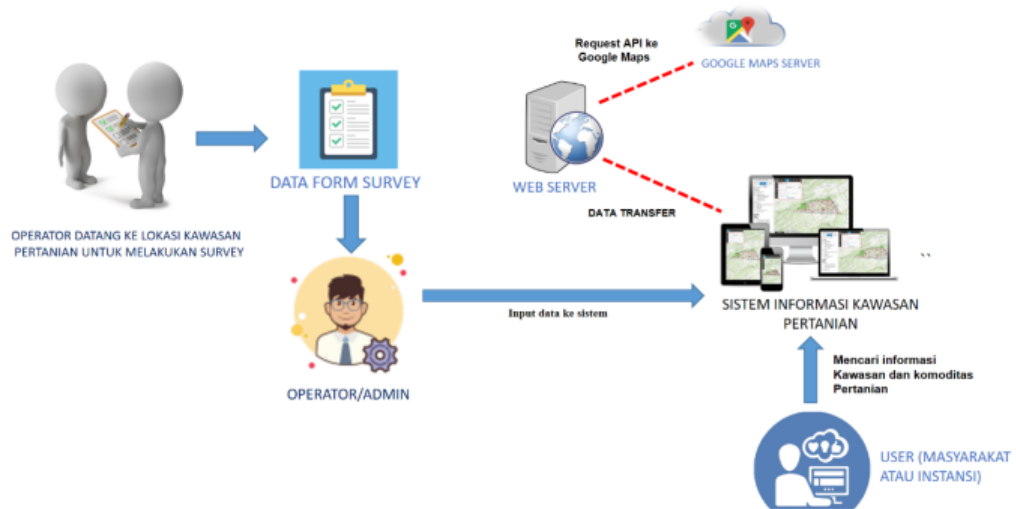 Request API ke
Google Maps
GOOGLE MAPS SERVER
WEB SERVER
DATA FORM SURVEY
DATA TRANSFER
OPERATOR DATANG KE LOKASI KAWASAN
PERTANIAN UNTUK MELAKUKAN SURVEY
Input data ke sistem
SISTEM INFORMASI KAWASAN
PERTANIAN
OPERATOR/ADMIN
Mencari informasi
Kawasan dan komoditas
Pertanian
USER (MASYARAKAT
ATAU INSTANSI)